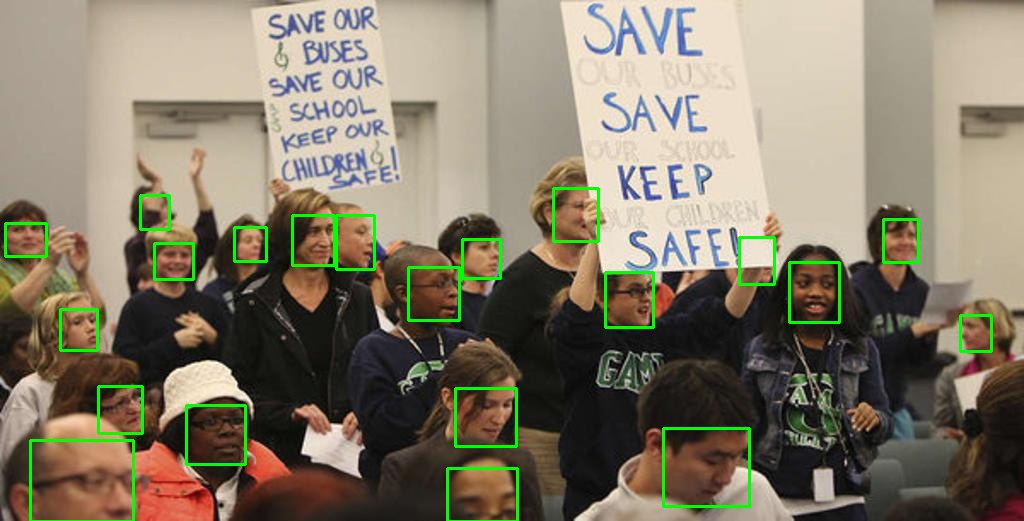 SAVE OUR
BUSES
SAVE OUR
SCHOOL
KEEP OUR
CHILDREN
SAFE!
SAVE
OUR BUSES
SAVE
OUR SCHOOL
KEEP
OUR CHILDREN
SAFE!